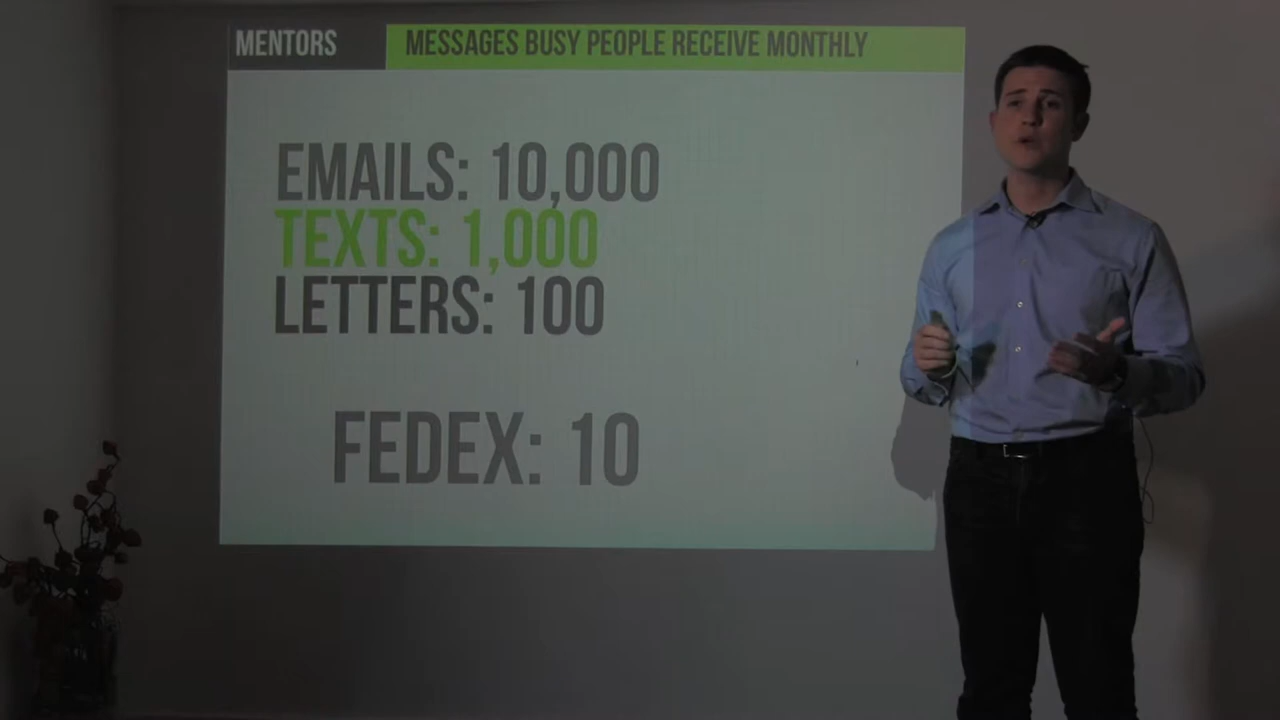 MENTORS
MESSAGES BUSY PEOPLE RECEIVE MONTHLY
EMAILS: 10,000
TEXTS: 1,000
LETTERS: 100
FEDEX: 10